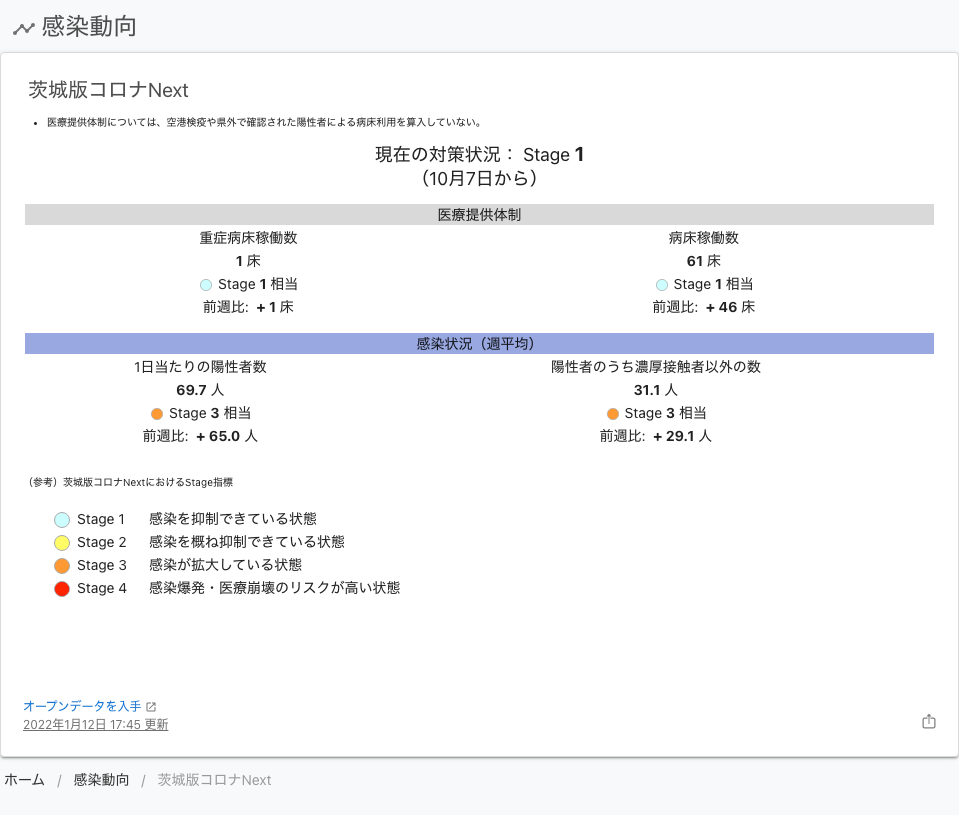 感染動向
茨城版コロナNext
• 医療提供体制については、空港検疫や県外で確認された陽性者による病床利用を算入していない。
現在の対策状況： Stage 1
（10月7日から）
医療提供体制
重症病床稼働数 病床稼働数
1 床 61 床
Stage 1 相当 Stage 1 相当
前週比: + 1 床 前週比: + 46 床
感染状況（週平均）
1日当たりの陽性者数 陽性者のうち濃厚接触者以外の数
69.7 人 31.1 人
Stage 3 相当 Stage 3 相当
前週比: + 65.0 人 前週比: + 29.1 人
（参考）茨城版コロナNextにおけるStage指標
Stage 1 感染を抑制できている状態
Stage 2 感染を概ね抑制できている状態
Stage 3 感染が拡大している状態
Stage 4 感染爆発・医療崩壊のリスクが高い状態
オープンデータを入手
2022年1月12日 17:45 更新
ホーム / 感染動向 / 茨城版コロナNext